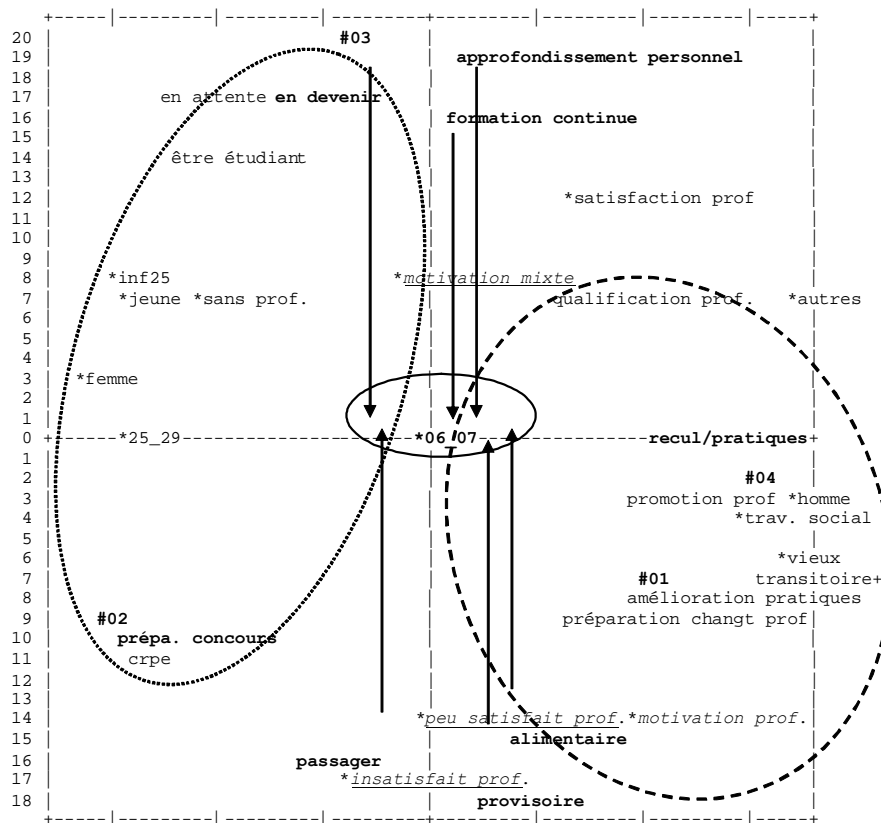 +-----|---------|---------|---------+---------|---------|---------|-----+
20 #03
19 approfondissement personnel
18
17 en attente en devenir
16 formation continue
15
14 être étudiant
13
12 *satisfaction prof
11
10
9
8 *inf25 *motivation mixte
7 *jeune *sans prof. qualification prof. *autres
6
5
4
3 *femme
2
1
0 +------*25_29-----------------------*06_07----------------recul/pratiques+
1
2 #04
3 promotion prof *homme
4 *trav. social
5
6 *vieux
7 #01 transitoire+
8 amélioration pratiques
9 #02 préparation changt prof
10 prépa. concours
11 crpe
12
13
14 *peu satisfait prof.*motivation prof.
15 alimentaire
16 passager
17 *insatisfait prof.
18 provisoire
+-----|---------|---------|---------+---------|---------|---------|-----+